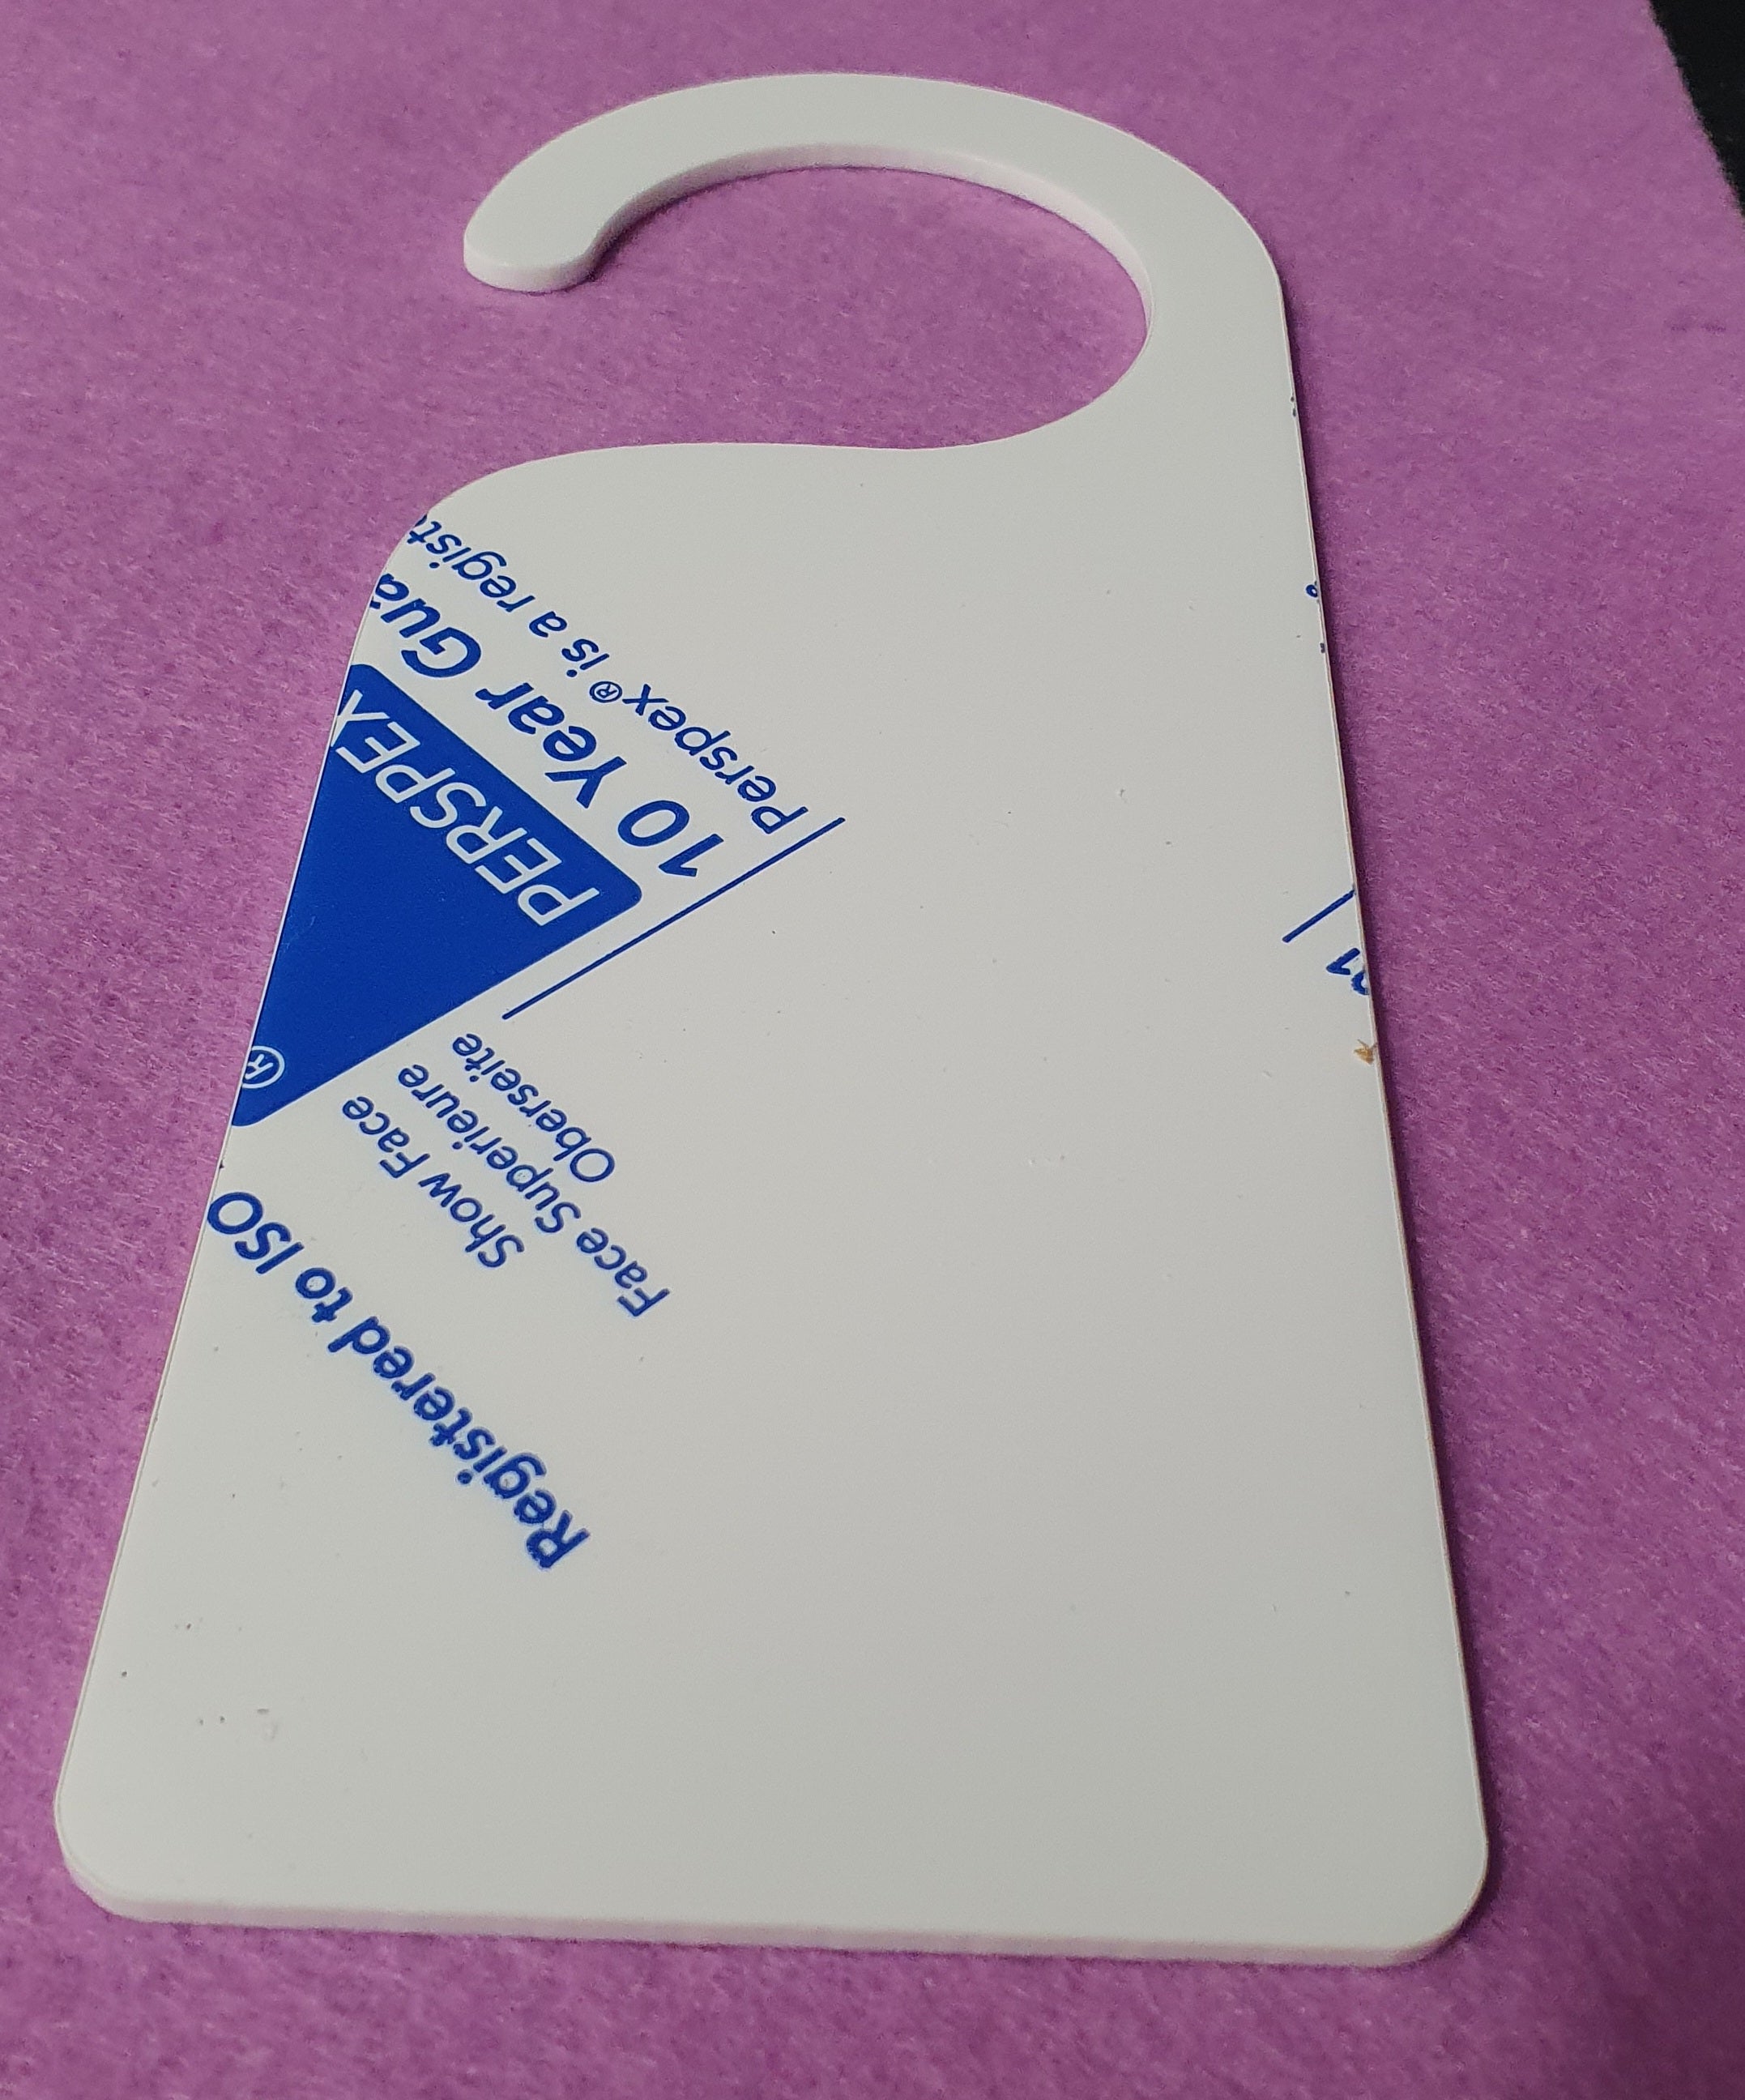 Registered to ISO
Show Face
Face Superieure
Oberseite
®
PERSPEX
10 Year Gua
Perspex® is a regist